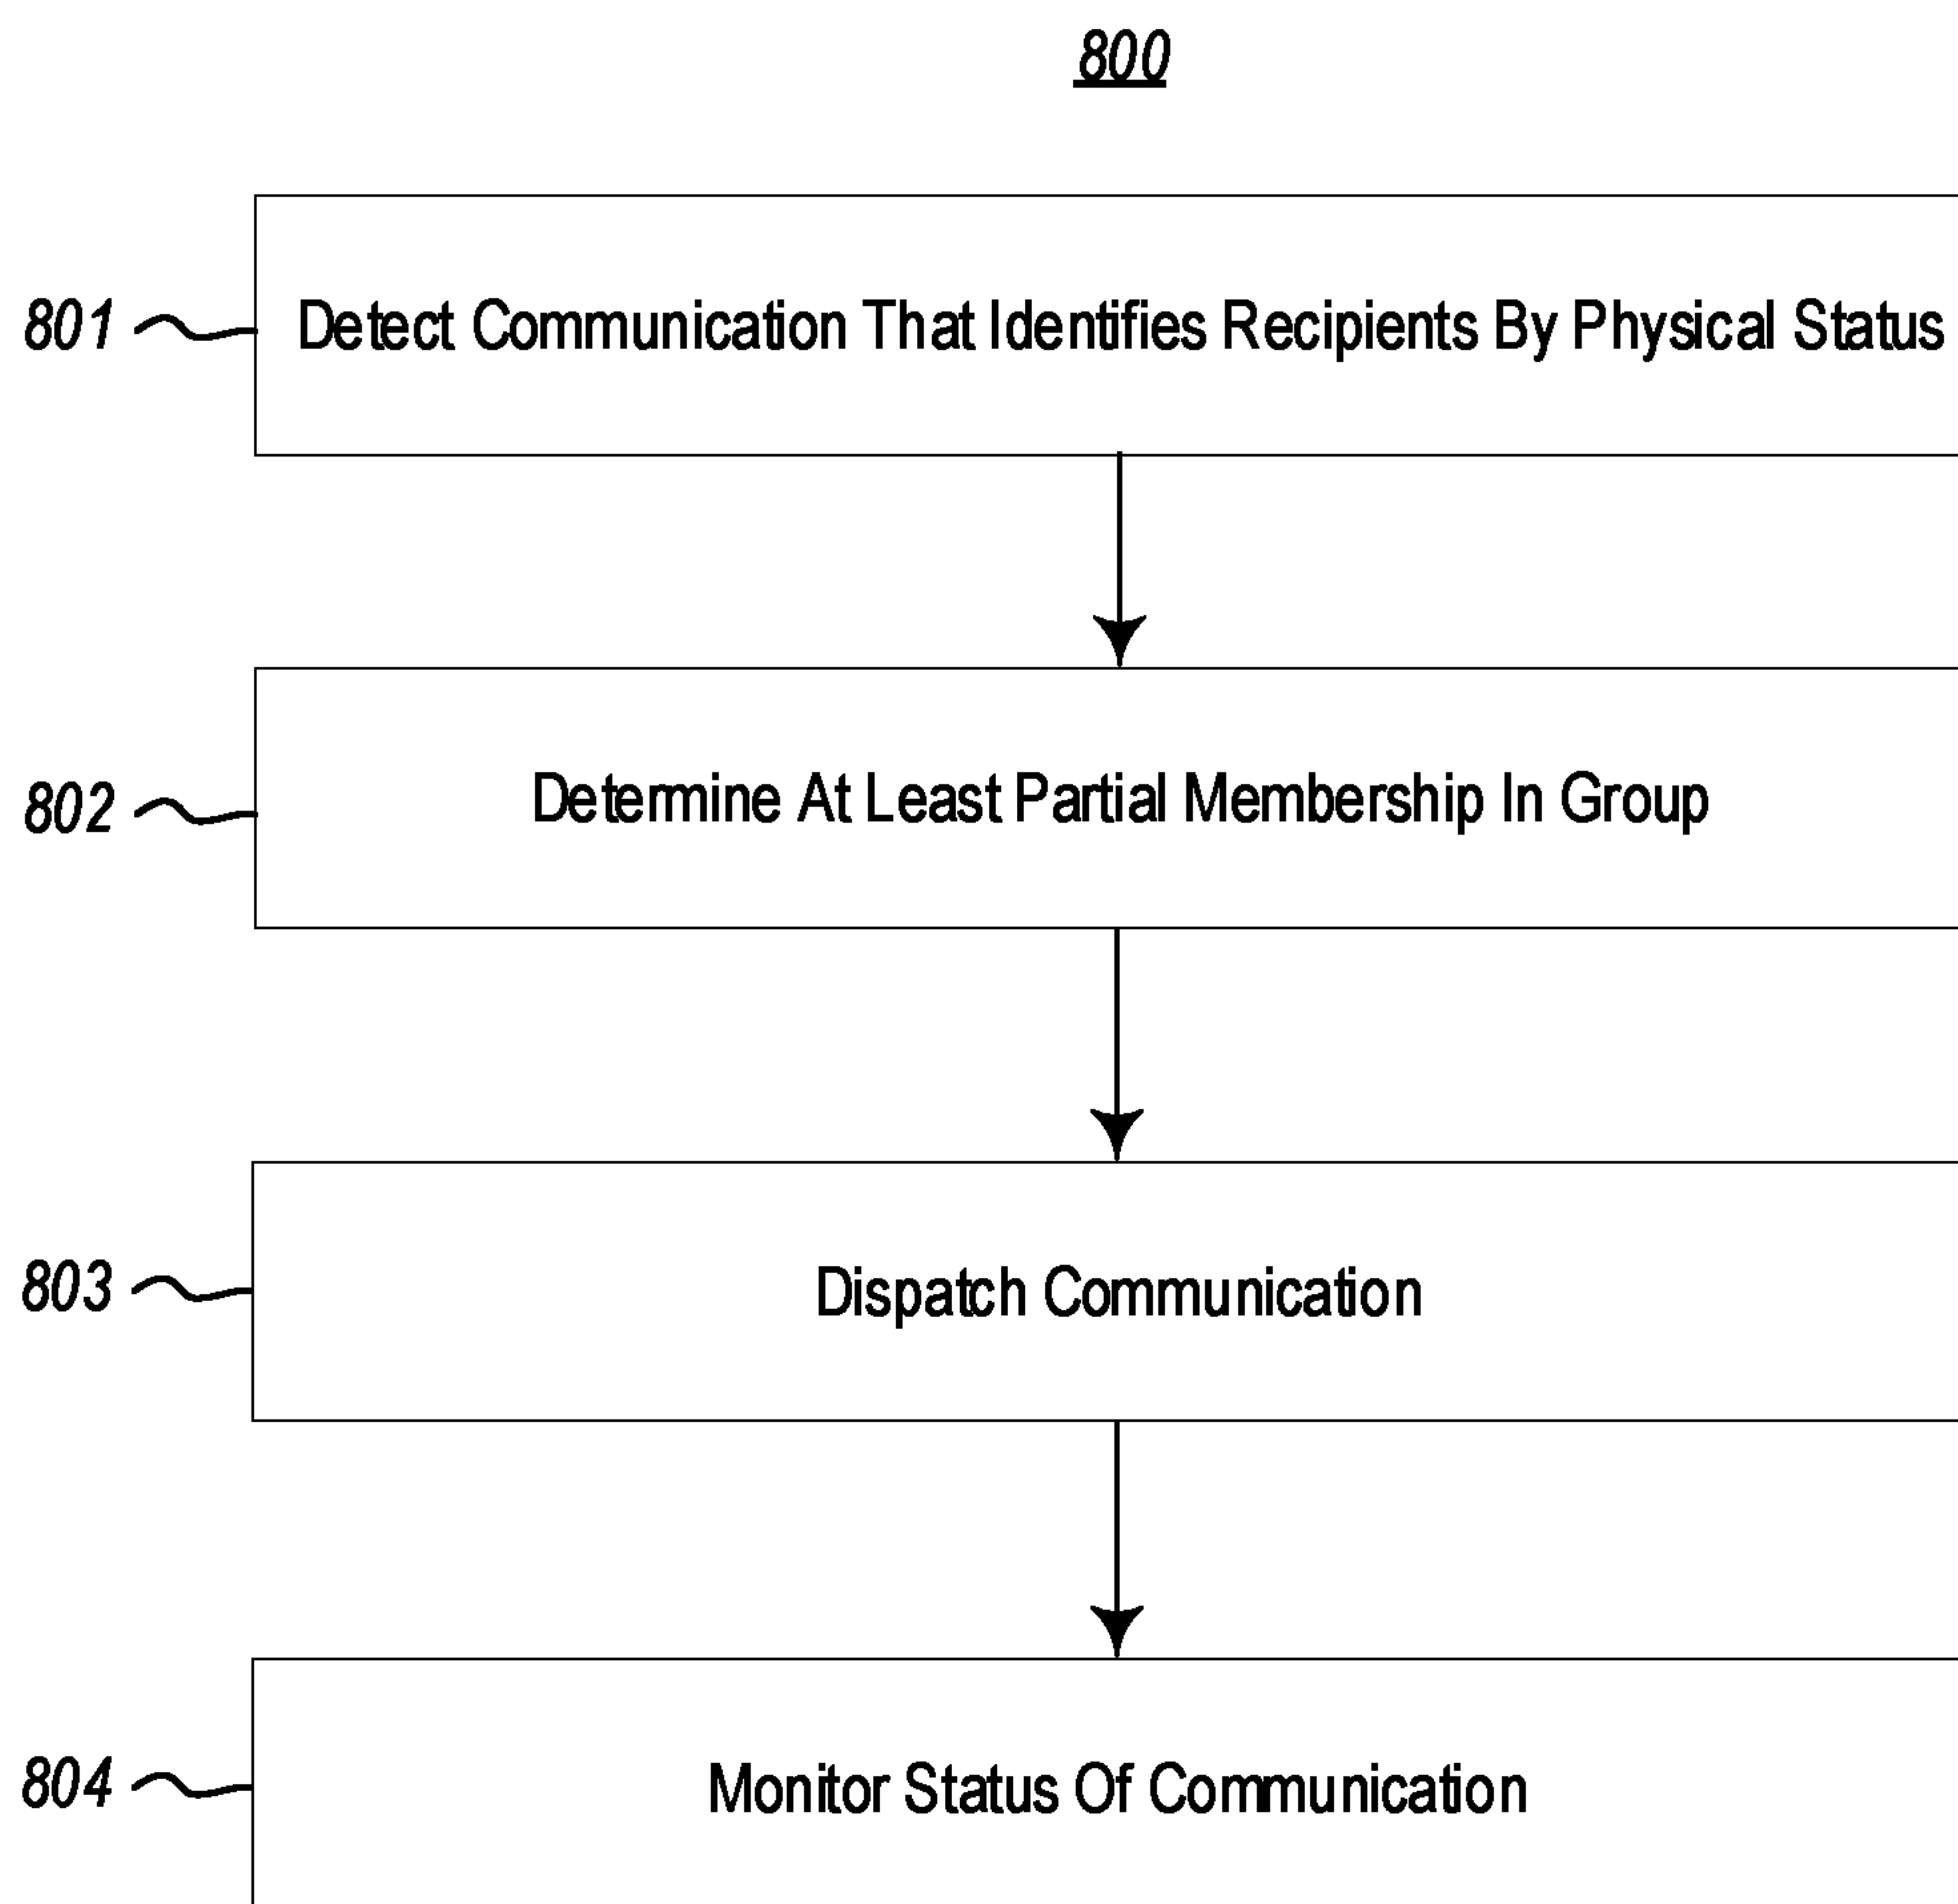 800
801 Detect Communication That Identifies Recipients By Physical Status
802 Determine At Least Partial Membership In Group
803 Dispatch Communication
804 Monitor Status Of Communication